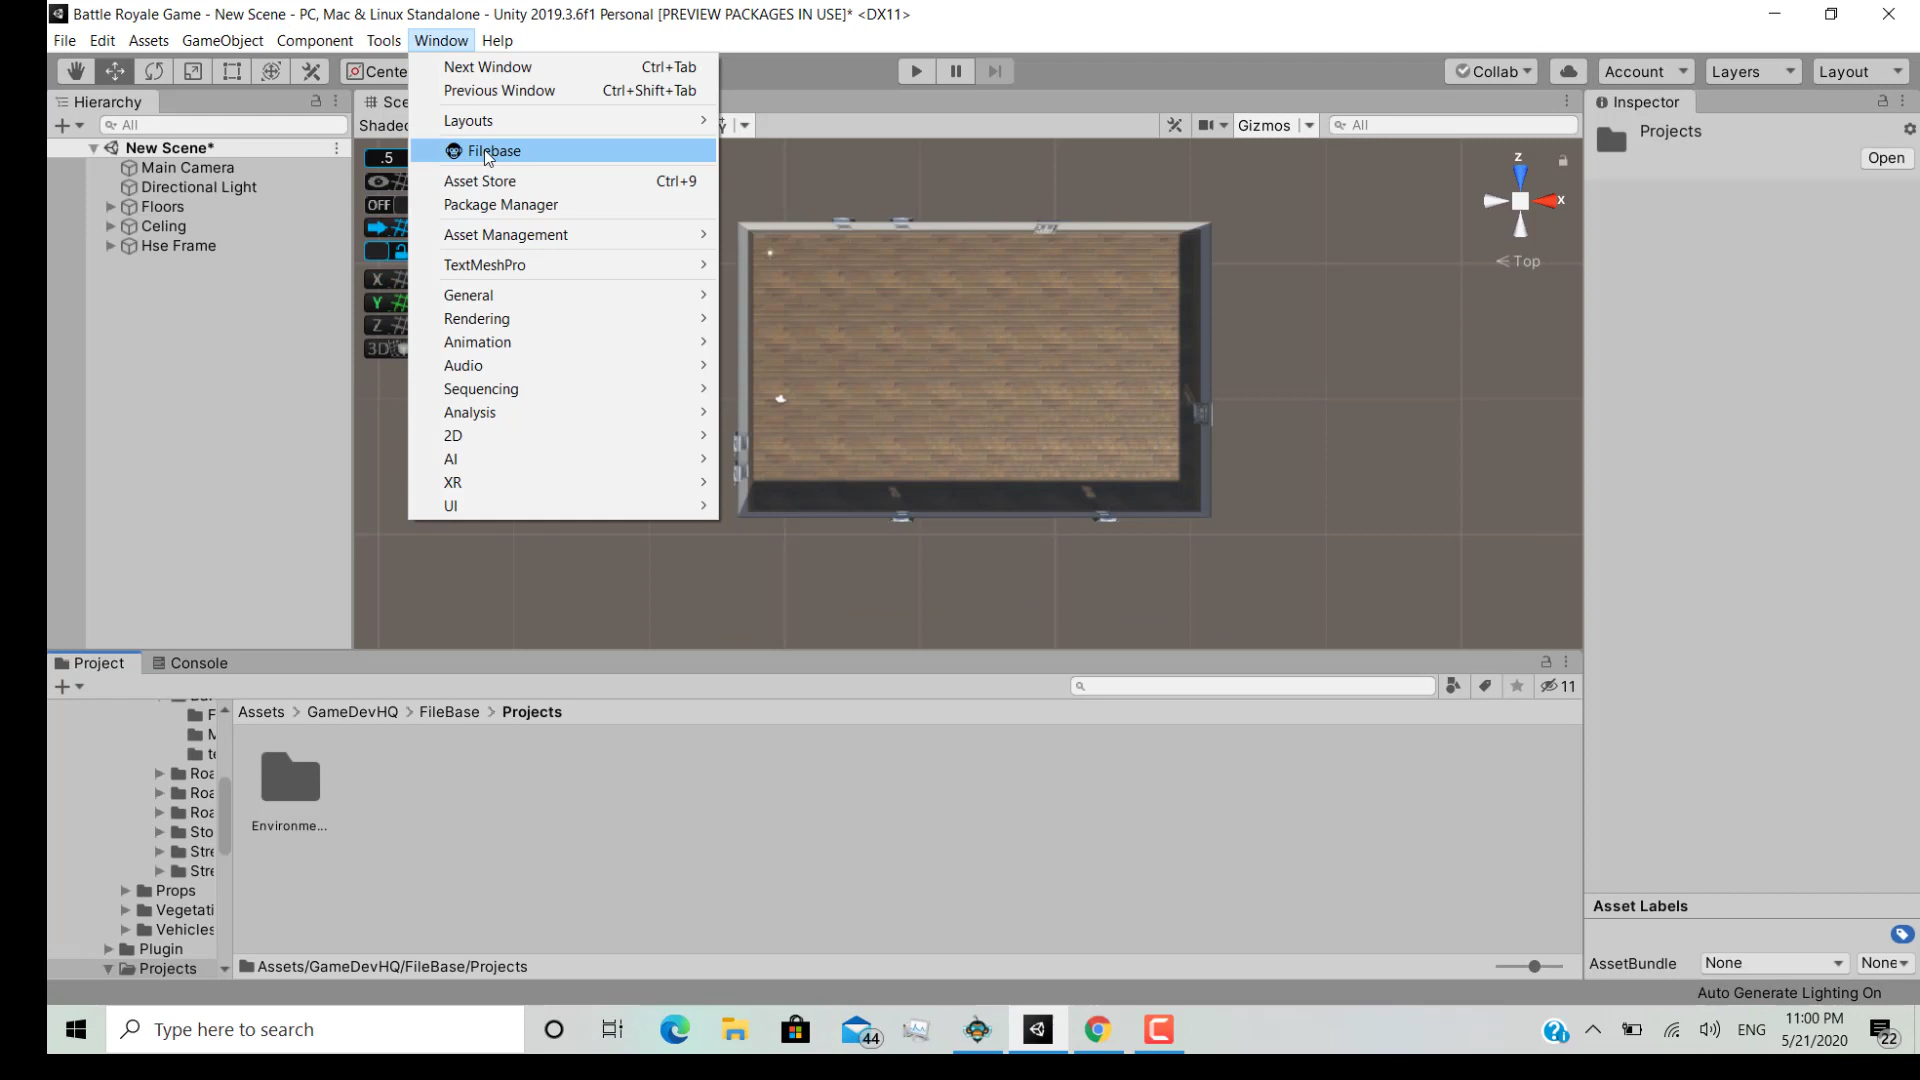 Battle Royale Game - New Scene - PC, Mac & Linux Standalone - Unity 2019.3.6f1 Personal [PREVIEW PACKAGES IN USE]* <DX11>
File Edit Assets GameObject Component Tools Window Help
Collab Account Layers Layout
Next Window Ctrl+Tab
Previous Window Ctrl+Shift+Tab
Layouts
Filebase
Asset Store Ctrl+9
Package Manager
Asset Management
TextMeshPro
General
Rendering
Animation
Audio
Sequencing
Analysis
2D
AI
XR
UI
Hierarchy
All
New Scene*
Main Camera
Directional Light
Floors
Celing
Hse Frame
Gizmos All
.5
OFF
X
Y
Z
3D
z
x
Top
Inspector
Projects
Open
Project Console
11
Assets > GameDevHQ > FileBase > Projects
Environme...
Props
Vegetati
Vehicles
Plugin
Projects
Assets/GameDevHQ/FileBase/Projects
Asset Labels
AssetBundle None None
Auto Generate Lighting On
Type here to search
44
ENG
11:00 PM
5/21/2020
22